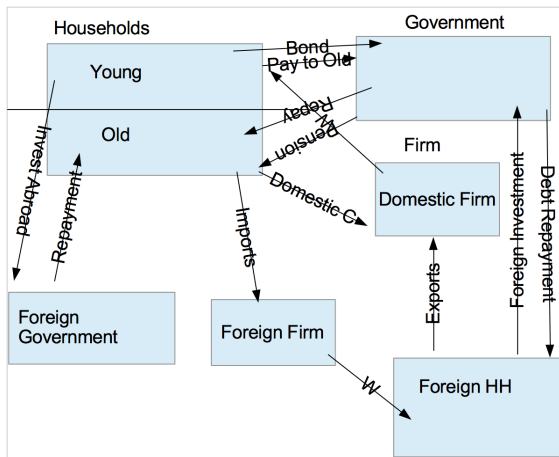 Households
Government
Bond
Young
Pay to Old
Repay
W
Old
Pension
Firm
Invest Abroad
Repayment
Domestic C
Domestic Firm
Imports
Foreign Investment
Debt Repayment
Exports
Foreign
Government
Foreign Firm
W
Foreign HH